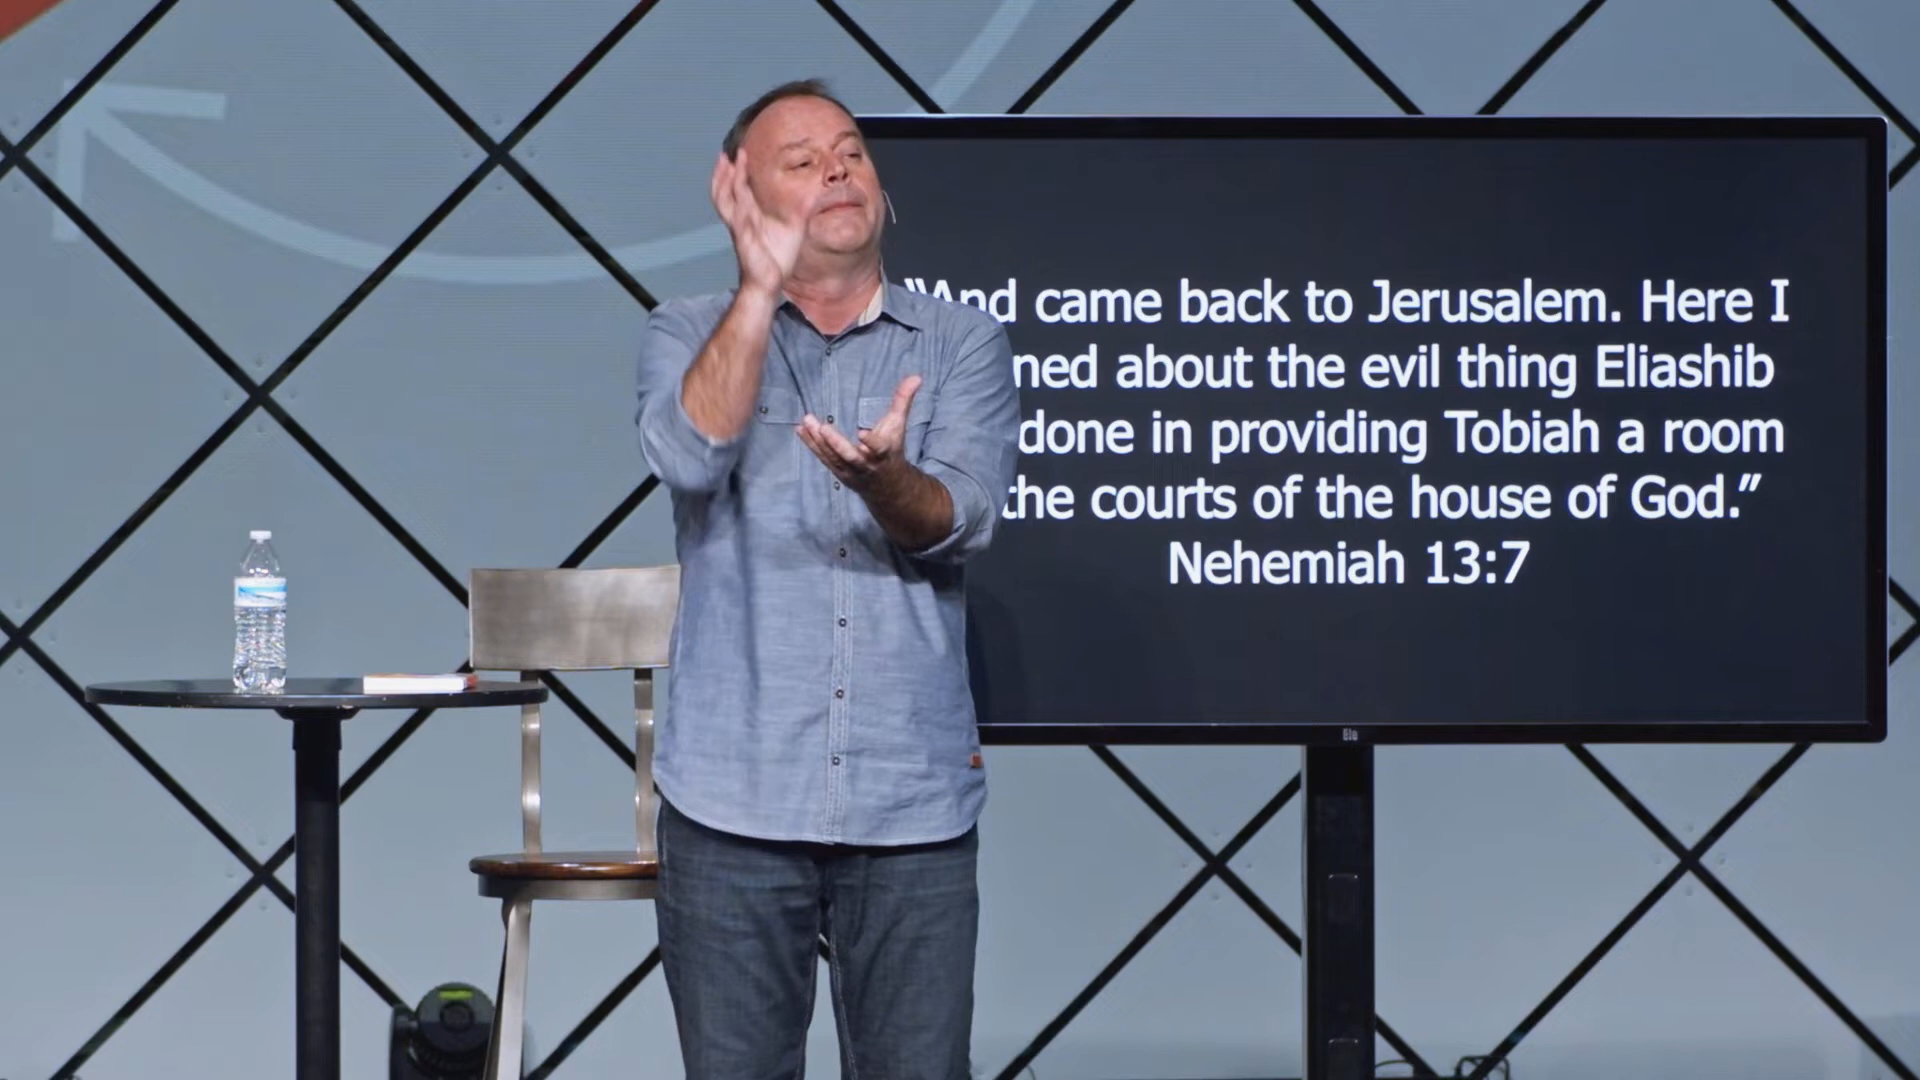 “And came back to Jerusalem. Here I
ned about the evil thing Eliashib
done in providing Tobiah a room
the courts of the house of God.”
Nehemiah 13:7
elo